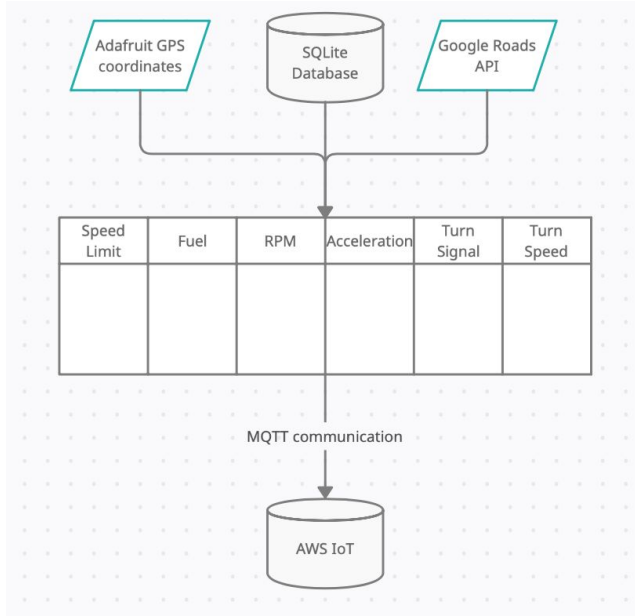 Adafruit GPS
coordinates
SQLite
Database
Google Roads
API
Speed
Limit
Fuel
RPM
Acceleration
Turn
Signal
Turn
Speed
MQTT communication
AWS IoT